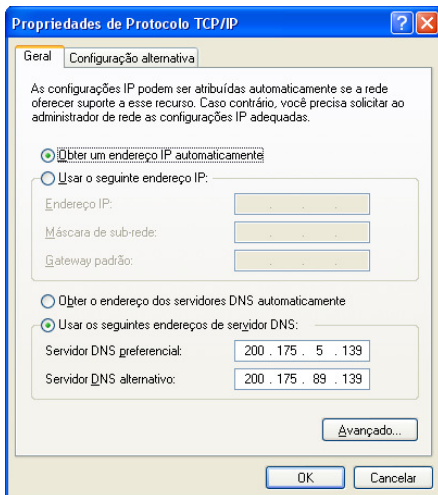 Propriedades de Protocolo TCP/IP
Geral
Configuração alternativa
As configurações IP podem ser atribuídas automaticamente se a rede
oferecer suporte a esse recurso. Caso contrário, você precisa solicitar ao
administrador de rede as configurações IP adequadas.
Obter um endereço IP automaticamente
Usar o seguinte endereço IP:
Endereço IP:
Máscara de sub-rede:
Gateway padrão:
Obter o endereço dos servidores DNS automaticamente
Usar os seguintes endereços de servidor DNS:
Servidor DNS preferencial: 200 . 175 . 5 . 139
Servidor DNS alternativo: 200 . 175 . 89 . 139
Avançado...
OK
Cancelar